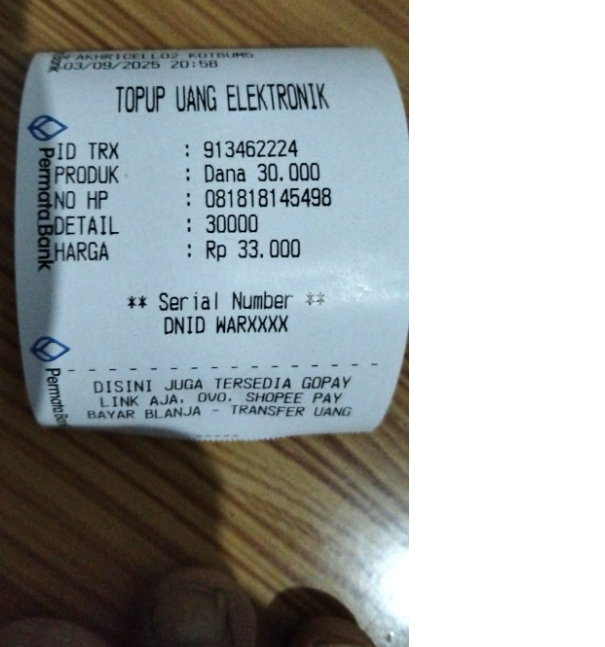 FAKHRICELL02 KOTBUMS
03/09/2025 20:58
TOPUP UANG ELEKTRONIK
ID TRX : 913462224
PRODUK : Dana 30.000
NO HP : 081818145498
DETAIL : 30000
HARGA : Rp 33.000
** Serial Number **
DNID WARXXXX
DISINI JUGA TERSEDIA GOPAY
LINK AJA, OVO, SHOPEE PAY
BAYAR BLANJA - TRANSFER UANG
PermataBank
PermataBank